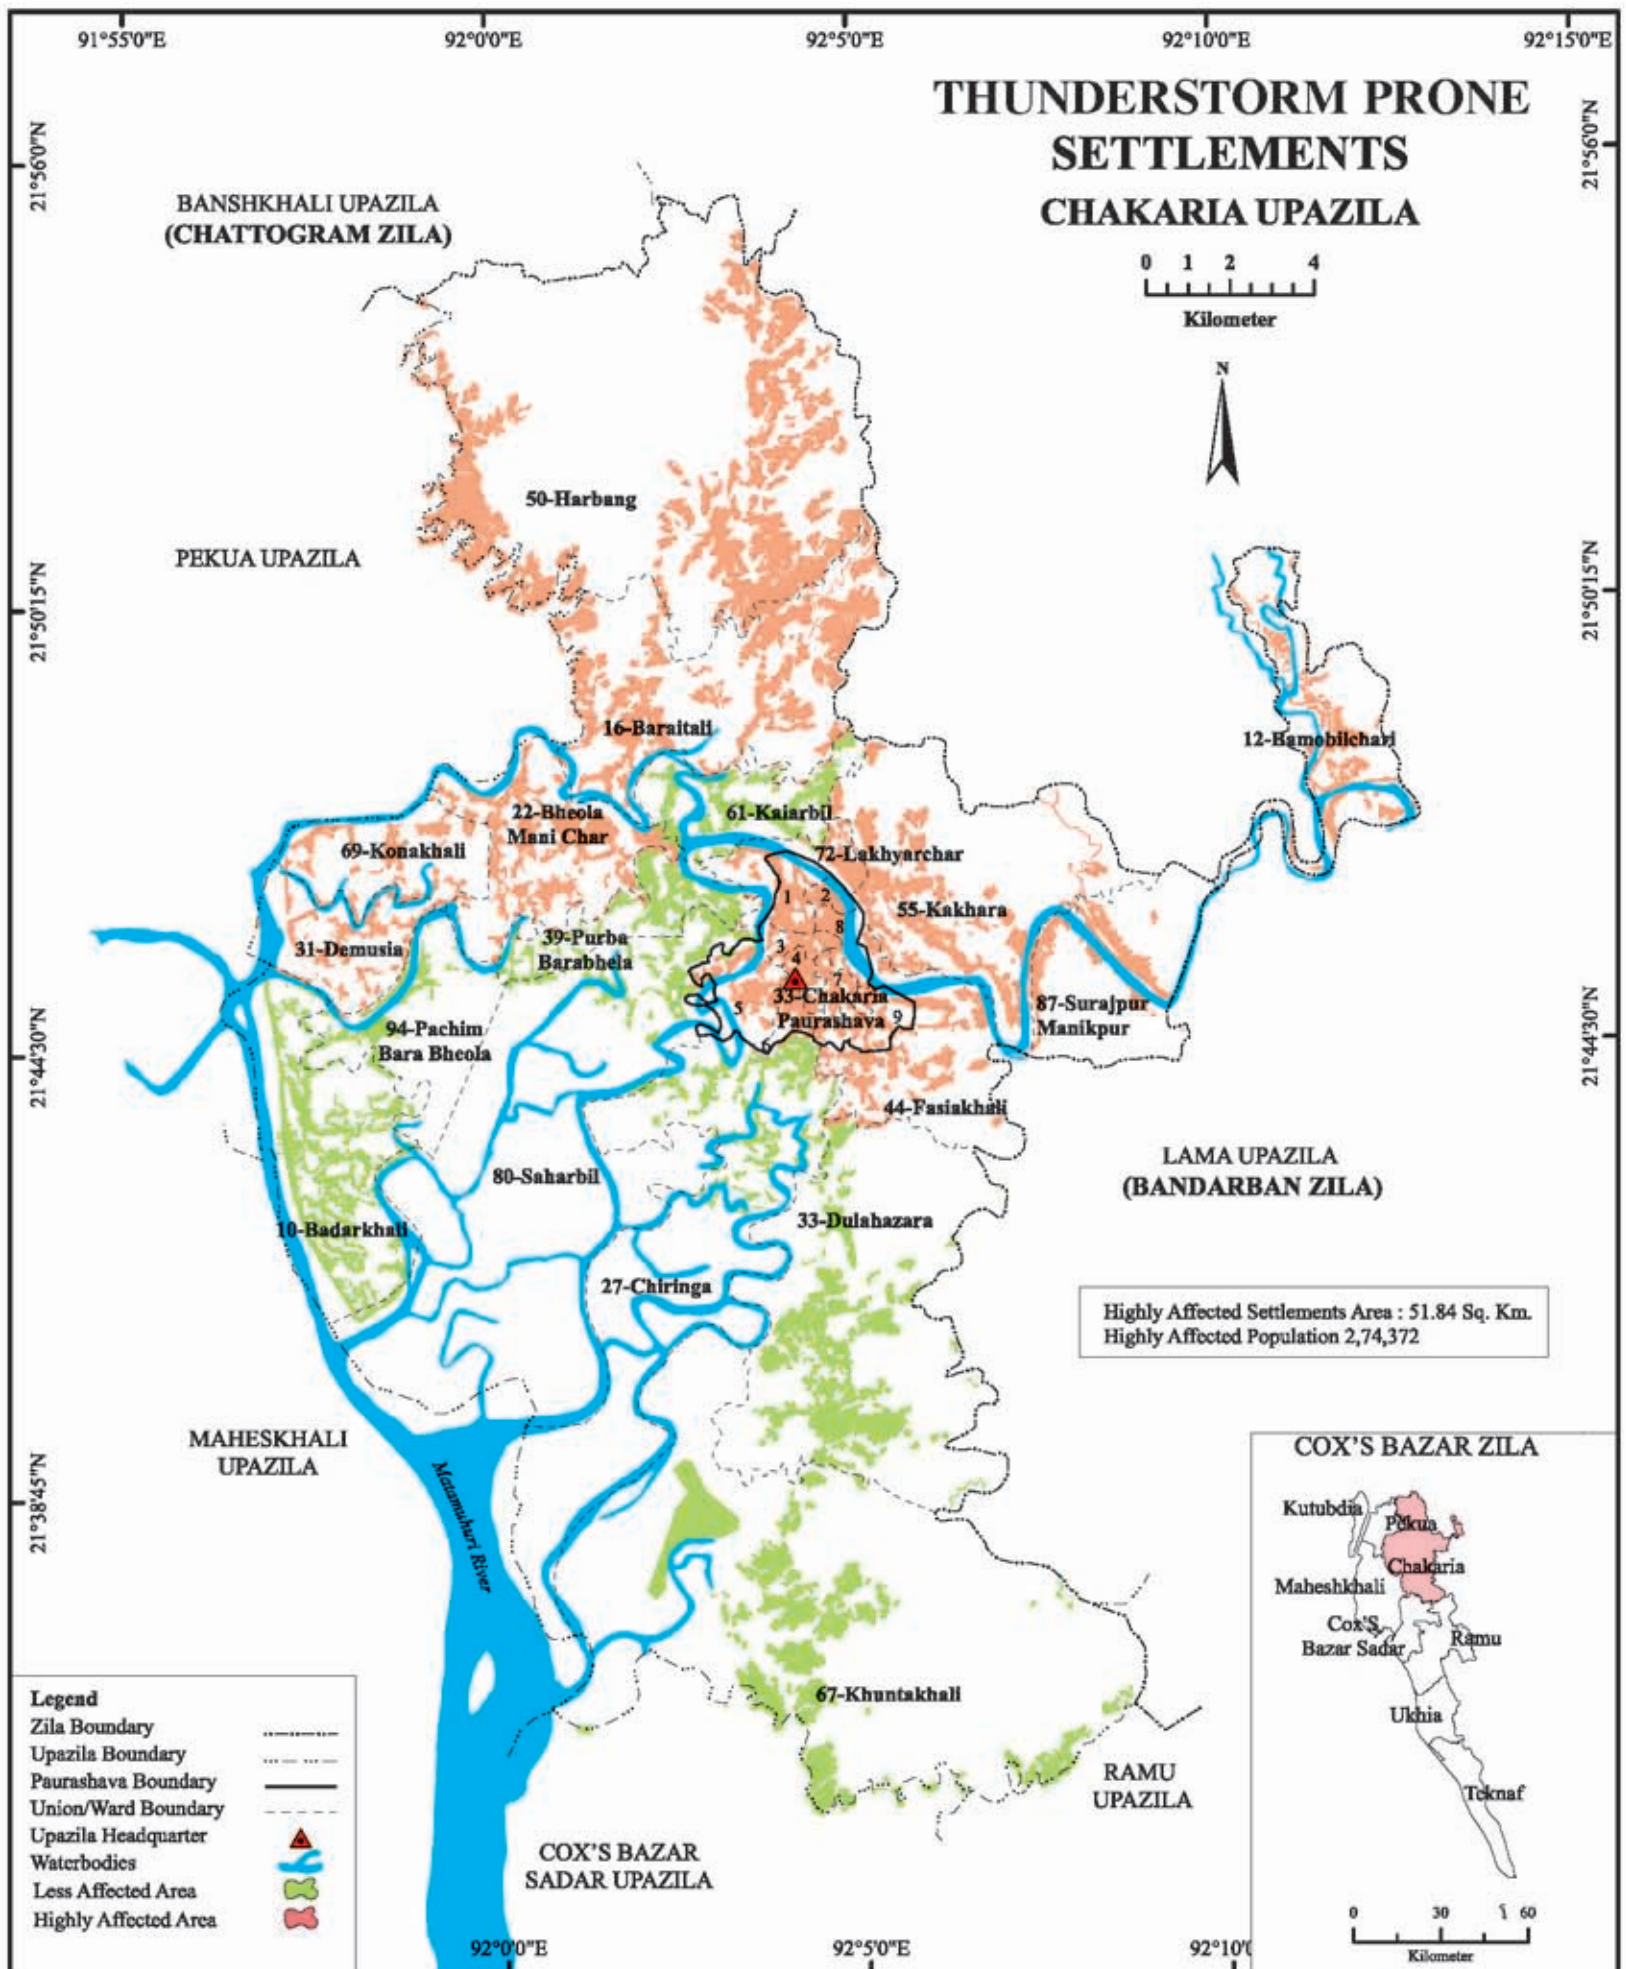 91°55'0"E
92°0'0"E
92°5'0"E
92°10'0"E
92°15'0"E
THUNDERSTORM PRONE
SETTLEMENTS
CHAKARIA UPAZILA
0 1 2 4
Kilometer
N
21°56'0"N
21°56'0"N
BANSHKHALI UPAZILA
(CHATTOGRAM ZILA)
50-Harbang
PEKUA UPAZILA
21°50'15"N
21°50'15"N
16-Baraitali
12-Bamobilchari
22-Bheola
Mani Char
61-Kaiarbil
69-Konakhali
72-Lakhyarchar
1
2
55-Kakhara
8
31-Demusia
39-Purba
Barabhela
3
4
7
33-Chakaria
Paurashava
5
9
6
87-Surajpur
Manikpur
94-Pachim
Bara Bheola
21°44'30"N
21°44'30"N
44-Fasiakhali
LAMA UPAZILA
(BANDARBAN ZILA)
80-Saharbil
10-Badarkhali
33-Dulahazara
27-Chiringa
Highly Affected Settlements Area : 51.84 Sq. Km.
Highly Affected Population 2,74,372
MAHESKHALI
UPAZILA
21°38'45"N
Matamuhuri River
67-Khuntakhali
RAMU
UPAZILA
COX'S BAZAR
SADAR UPAZILA
COX'S BAZAR ZILA
Kutubdia
Pekua
Chakaria
Maheshkhali
Cox'S
Bazar Sadar
Ramu
Ukhia
Teknaf
0 30 60
Kilometer
Legend
Zila Boundary
Upazila Boundary
Paurashava Boundary
Union/Ward Boundary
Upazila Headquarter
Waterbodies
Less Affected Area
Highly Affected Area
92°0'0"E
92°5'0"E
92°10'0